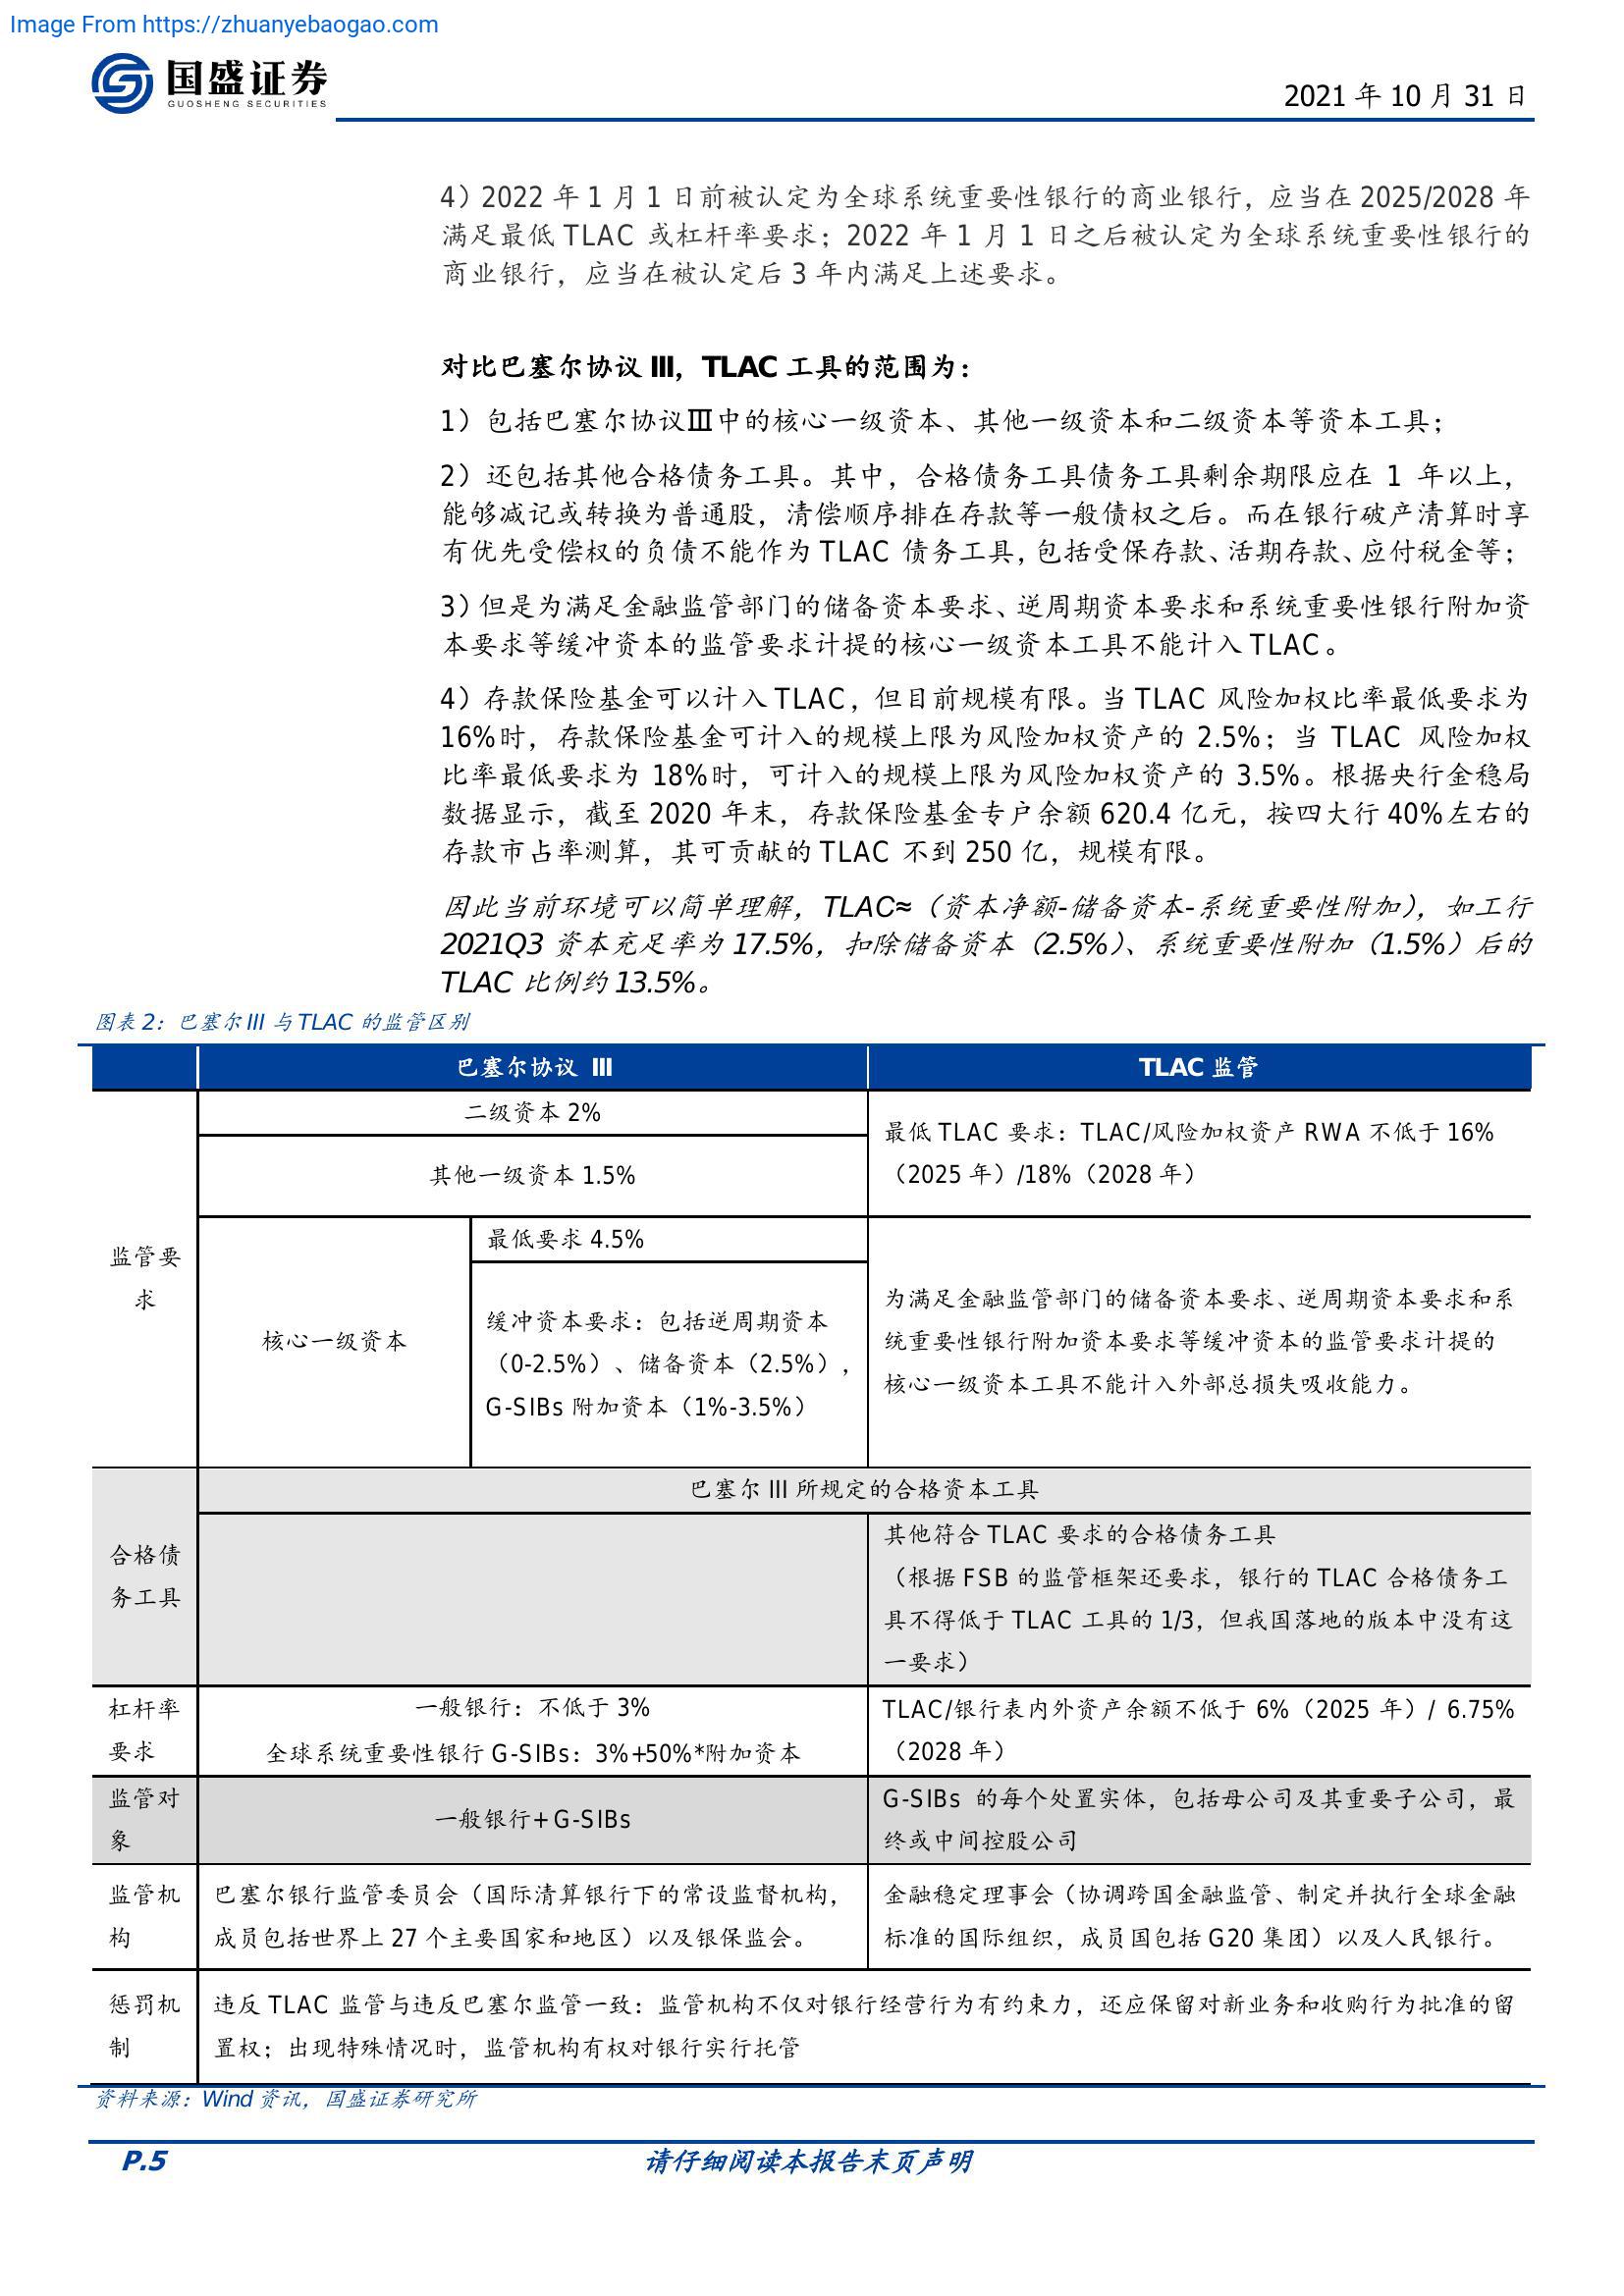 Image From https://zhuanyebaogao.com
国盛证券
GUOSHENG SECURITIES
2021 年 10 月 31 日
4）2022 年 1 月 1 日前被认定为全球系统重要性银行的商业银行，应当在 2025/2028 年
满足最低 TLAC 或杠杆率要求；2022 年 1 月 1 日之后被认定为全球系统重要性银行的
商业银行，应当在被认定后 3 年内满足上述要求。
对比巴塞尔协议 III，TLAC 工具的范围为：
1）包括巴塞尔协议Ⅲ中的核心一级资本、其他一级资本和二级资本等资本工具；
2）还包括其他合格债务工具。其中，合格债务工具债务工具剩余期限应在 1 年以上，
能够减记或转换为普通股，清偿顺序排在存款等一般债权之后。而在银行破产清算时享
有优先受偿权的负债不能作为 TLAC 债务工具，包括受保存款、活期存款、应付税金等；
3）但是为满足金融监管部门的储备资本要求、逆周期资本要求和系统重要性银行附加资
本要求等缓冲资本的监管要求计提的核心一级资本工具不能计入 TLAC。
4）存款保险基金可以计入 TLAC，但目前规模有限。当 TLAC 风险加权比率最低要求为
16%时，存款保险基金可计入的规模上限为风险加权资产的 2.5%；当 TLAC 风险加权
比率最低要求为 18%时，可计入的规模上限为风险加权资产的 3.5%。根据央行金稳局
数据显示，截至 2020 年末，存款保险基金专户余额 620.4 亿元，按四大行 40%左右的
存款市占率测算，其可贡献的 TLAC 不到 250 亿，规模有限。
因此当前环境可以简单理解，TLAC≈（资本净额-储备资本-系统重要性附加），如工行
2021Q3 资本充足率为 17.5%，扣除储备资本（2.5%）、系统重要性附加（1.5%）后的
TLAC 比例约 13.5%。
图表 2：巴塞尔 III 与 TLAC 的监管区别
巴塞尔协议 III
TLAC 监管
监管要
求
二级资本 2%
其他一级资本 1.5%
最低 TLAC 要求：TLAC/风险加权资产 RWA 不低于 16%
（2025 年）/18%（2028 年）
核心一级资本
最低要求 4.5%
缓冲资本要求：包括逆周期资本
（0-2.5%）、储备资本（2.5%），
G-SIBs 附加资本（1%-3.5%）
为满足金融监管部门的储备资本要求、逆周期资本要求和系
统重要性银行附加资本要求等缓冲资本的监管要求计提的
核心一级资本工具不能计入外部总损失吸收能力。
合格债
务工具
巴塞尔 III 所规定的合格资本工具
其他符合 TLAC 要求的合格债务工具
（根据 FSB 的监管框架还要求，银行的 TLAC 合格债务工
具不得低于 TLAC 工具的 1/3，但我国落地的版本中没有这
一要求）
杠杆率
要求
一般银行：不低于 3%
全球系统重要性银行 G-SIBs：3%+50%*附加资本
TLAC/银行表内外资产余额不低于 6%（2025 年）/ 6.75%
（2028 年）
监管对
象
一般银行+ G-SIBs
G-SIBs 的每个处置实体，包括母公司及其重要子公司，最
终或中间控股公司
监管机
构
巴塞尔银行监管委员会（国际清算银行下的常设监督机构，
成员包括世界上 27 个主要国家和地区）以及银保监会。
金融稳定理事会（协调跨国金融监管、制定并执行全球金融
标准的国际组织，成员国包括 G20 集团）以及人民银行。
惩罚机
制
违反 TLAC 监管与违反巴塞尔监管一致：监管机构不仅对银行经营行为有约束力，还应保留对新业务和收购行为批准的留
置权；出现特殊情况时，监管机构有权对银行实行托管
资料来源：Wind 资讯，国盛证券研究所
P.5
请仔细阅读本报告末页声明